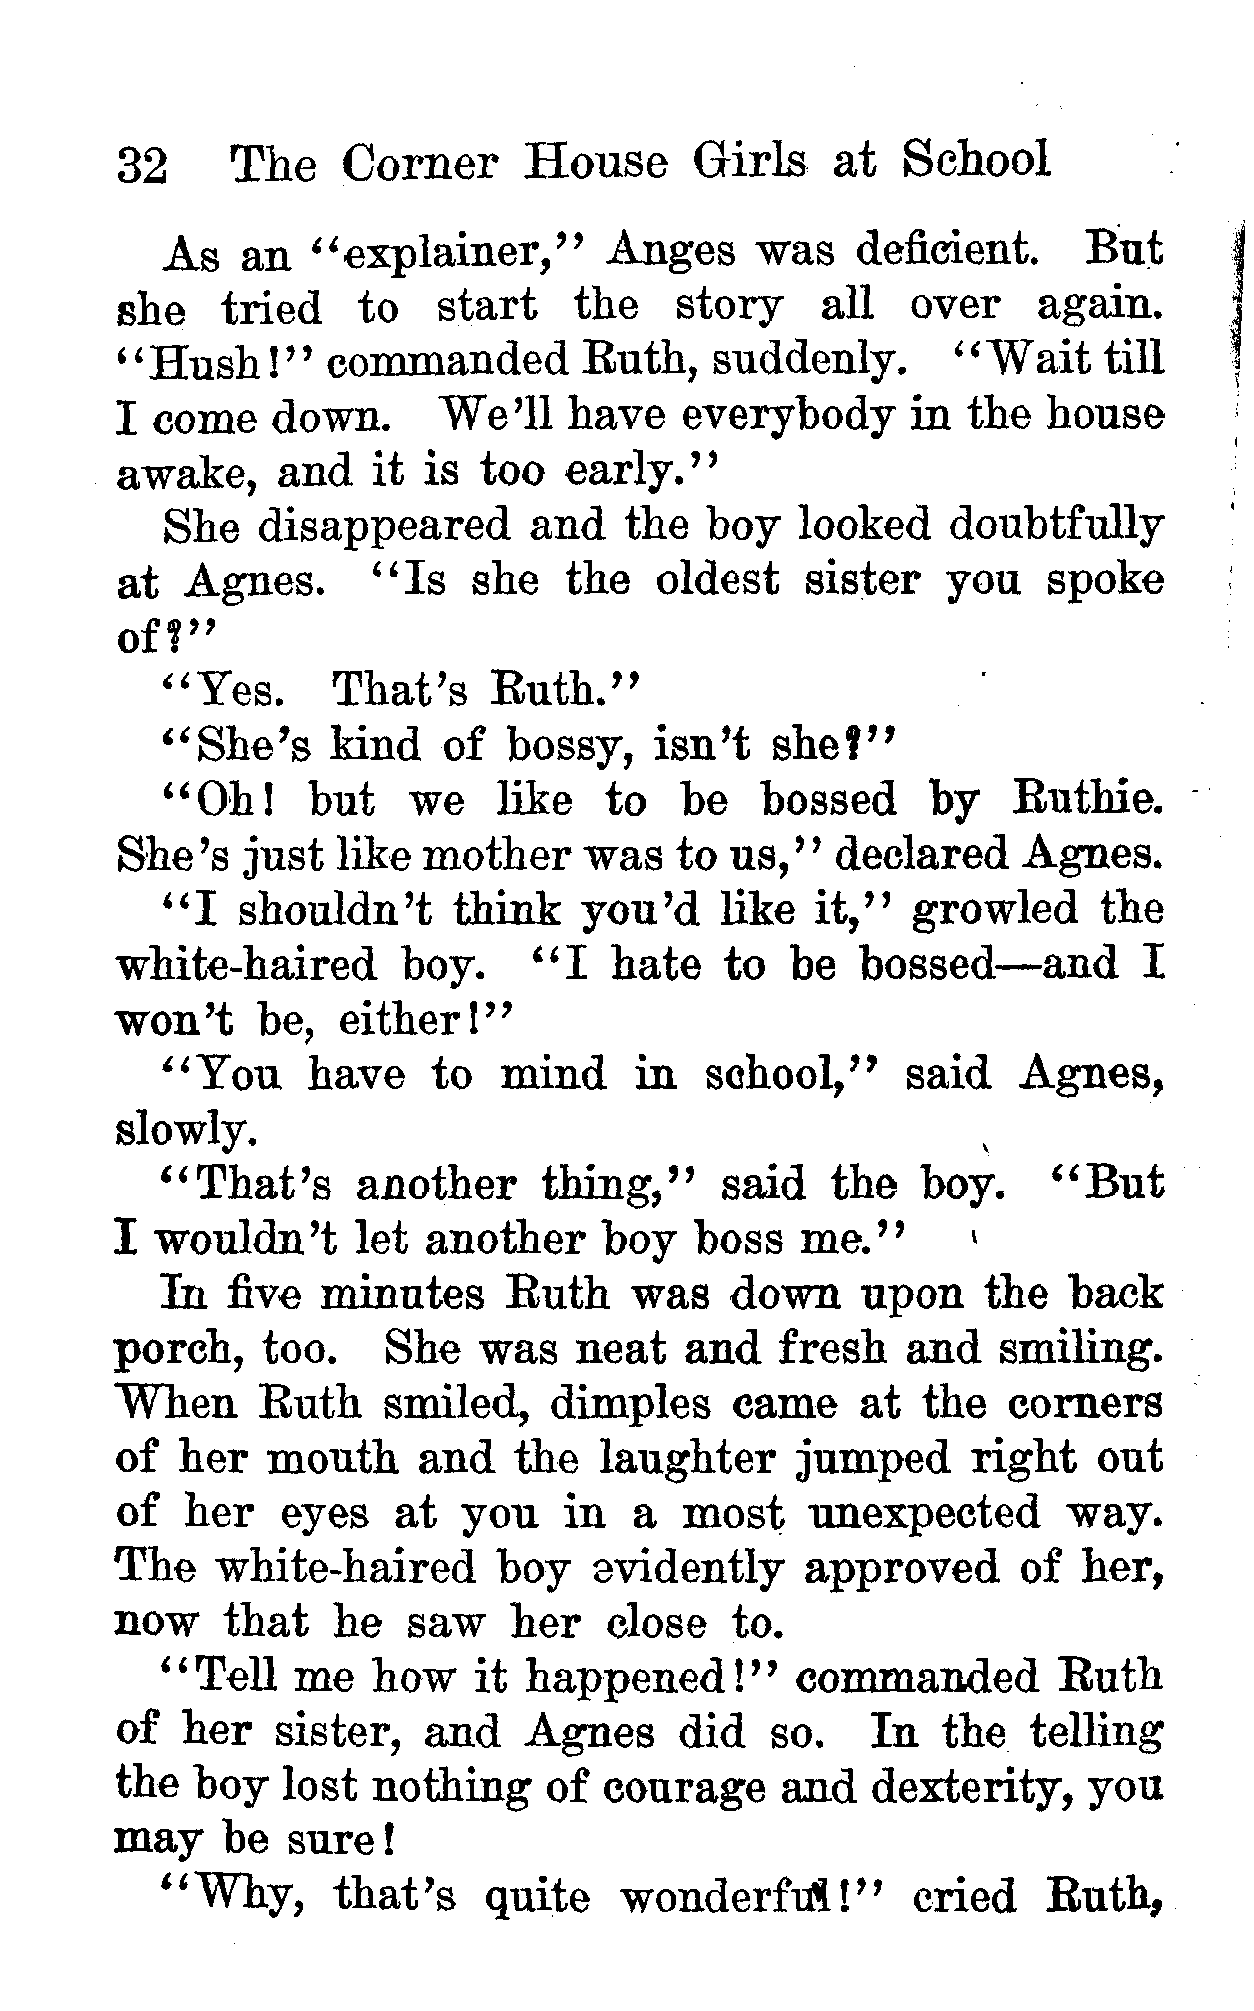 32 The Corner House Girls at School
As an "explainer," Anges was deficient. But
she tried to start the story all over again.
"Hush!" commanded Ruth, suddenly. "Wait till
I come down. We'll have everybody in the house
awake, and it is too early."
She disappeared and the boy looked doubtfully
at Agnes. "Is she the oldest sister you spoke
of?"
"Yes. That's Ruth."
"She's kind of bossy, isn't she?"
"Oh! but we like to be bossed by Ruthie.
She's just like mother was to us," declared Agnes.
"I shouldn't think you'd like it," growled the
white-haired boy. "I hate to be bossed—and I
won't be, either!"
"You have to mind in school," said Agnes,
slowly.
"That's another thing," said the boy. "But
I wouldn't let another boy boss me."
In five minutes Ruth was down upon the back
porch, too. She was neat and fresh and smiling.
When Ruth smiled, dimples came at the corners
of her mouth and the laughter jumped right out
of her eyes at you in a most unexpected way.
The white-haired boy evidently approved of her,
now that he saw her close to.
"Tell me how it happened!" commanded Ruth
of her sister, and Agnes did so. In the telling
the boy lost nothing of courage and dexterity, you
may be sure!
"Why, that's quite wonderful!" cried Ruth,